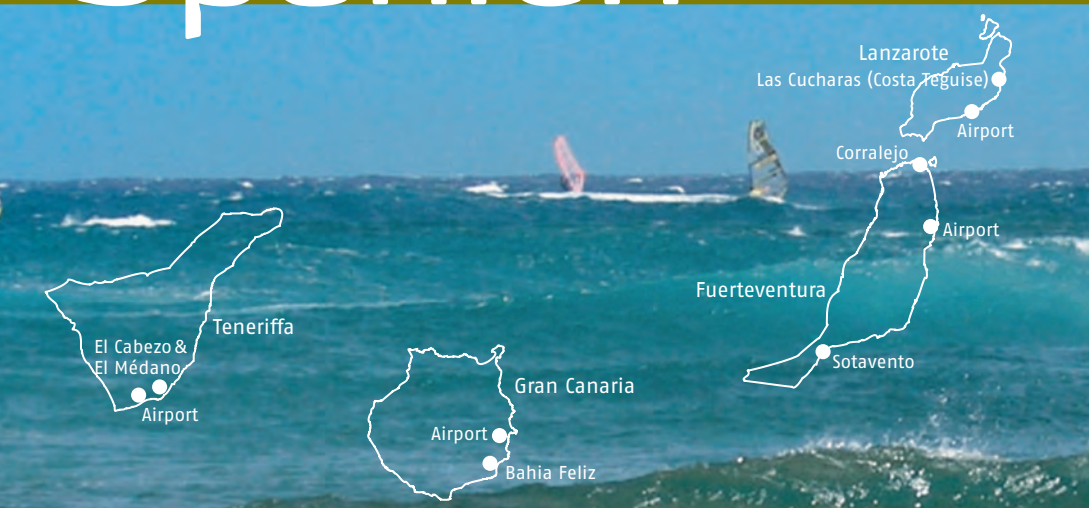 Lanzarote
Las Cucharas (Costa Teguise)
Airport
Corralejo
Airport
Fuerteventura
Teneriffa
El Cabezo &
El Médano
Sotavento
Gran Canaria
Airport
Airport
Bahia Feliz